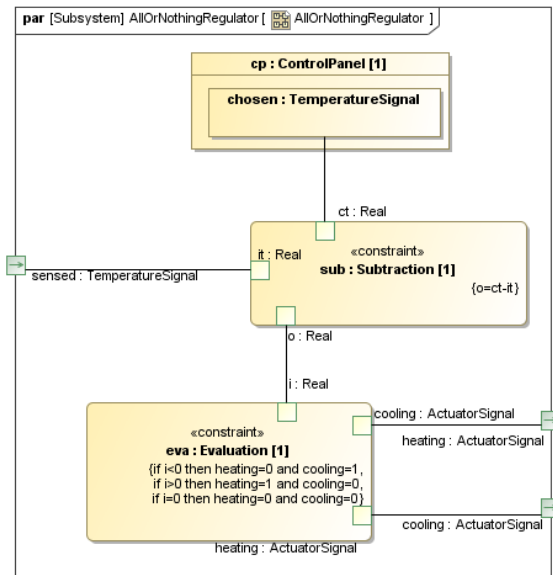 par [Subsystem] AllOrNothingRegulator [ AllOrNothingRegulator ]
cp : ControlPanel [1]
chosen : TemperatureSignal
ct : Real
it : Real
«constraint»
sub : Subtraction [1]
{o=ct-it}
sensed : TemperatureSignal
o : Real
i : Real
cooling : ActuatorSignal
heating : ActuatorSignal
«constraint»
eva : Evaluation [1]
{if i<0 then heating=0 and cooling=1,
if i>0 then heating=1 and cooling=0,
if i=0 then heating=0 and cooling=0}
cooling : ActuatorSignal
heating : ActuatorSignal